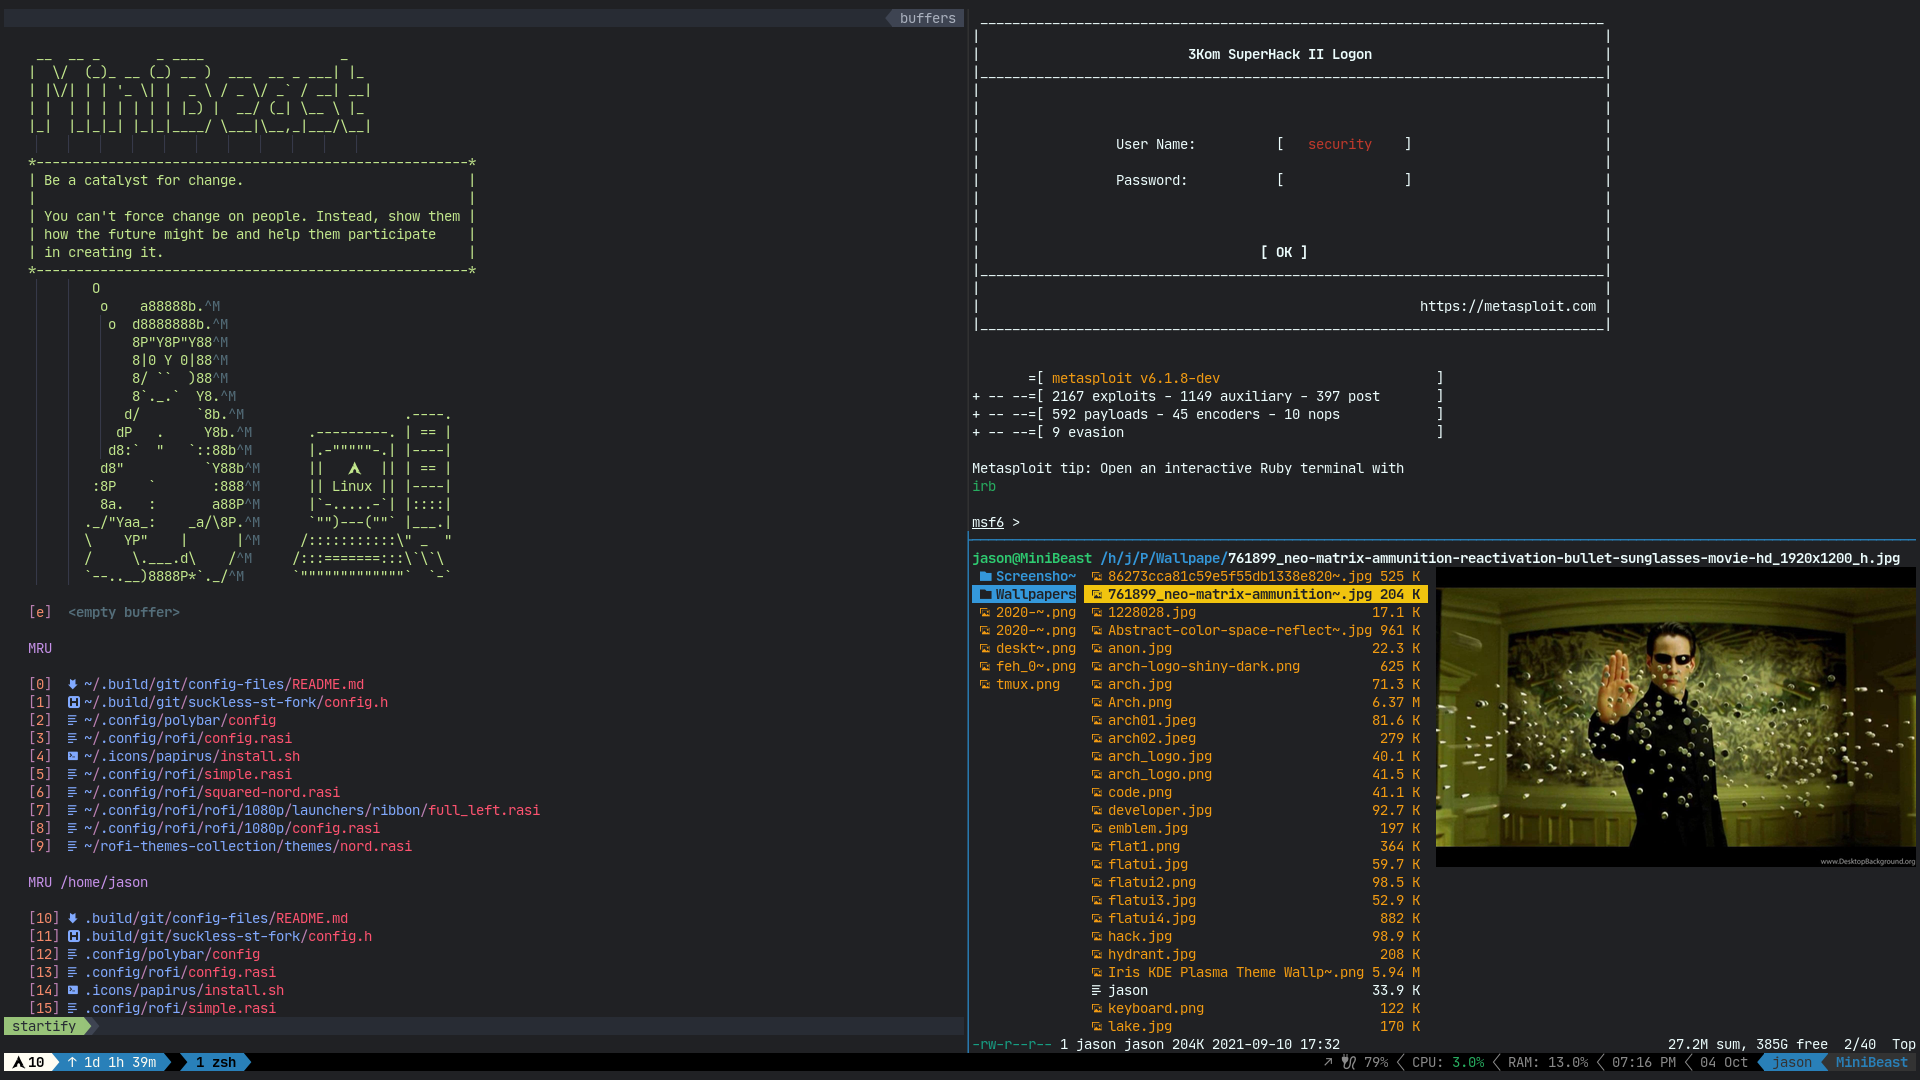 buffers
MiniBeast
Be a catalyst for change.
You can't force change on people. Instead, show them
how the future might be and help them participate
in creating it.
O
o    a88888b.^M
o  d8888888b.^M
8P"Y8P"Y88^M
8|0 Y 0|88^M
8/ ``  )88^M
8`._.`  Y8.^M
d/       `8b.^M                    .----.
dP   .     Y8b.^M       .---------. | == |
d8:`  "   `::88b^M       |.-"""""-.| |----|
d8"          `Y88b^M      ||       || | == |
:8P    `       :888^M      || Linux || |----|
8a.   :       a88P^M      |`-.....-`| |::::|
._/"Yaa_:    _a/\8P.^M      `"")---(""` |___.|
\    YP"    |      |^M     /:::::::::::\" _  "
/     \.___.d\    /^M     /:::=======:::\`\`\
`--..__)8888P*`._./^M      `"""""""""""""`  `-`
[e]  <empty buffer>
MRU
[0] ~/.build/git/config-files/README.md
[1] ~/.build/git/suckless-st-fork/config.h
[2] ~/.config/polybar/config
[3] ~/.config/rofi/config.rasi
[4] ~/.icons/papirus/install.sh
[5] ~/.config/rofi/simple.rasi
[6] ~/.config/rofi/squared-nord.rasi
[7] ~/.config/rofi/rofi/1080p/launchers/ribbon/full_left.rasi
[8] ~/.config/rofi/rofi/1080p/config.rasi
[9] ~/rofi-themes-collection/themes/nord.rasi
MRU /home/jason
[10] .build/git/config-files/README.md
[11] .build/git/suckless-st-fork/config.h
[12] .config/polybar/config
[13] .config/rofi/config.rasi
[14] .icons/papirus/install.sh
[15] .config/rofi/simple.rasi
startify
3Kom SuperHack II Logon
User Name:          [   security    ]
Password:           [               ]
[ OK ]
https://metasploit.com
=[ metasploit v6.1.8-dev                           ]
+ -- --=[ 2167 exploits - 1149 auxiliary - 397 post       ]
+ -- --=[ 592 payloads - 45 encoders - 10 nops            ]
+ -- --=[ 9 evasion                                       ]
Metasploit tip: Open an interactive Ruby terminal with
irb
msf6 >
jason@MiniBeast /h/j/P/Wallpape/761899_neo-matrix-ammunition-reactivation-bullet-sunglasses-movie-hd_1920x1200_h.jpg
Screensho~ 86273cca81c59e5f55db1338e820~.jpg 525 K
Wallpapers 761899_neo-matrix-ammunition~.jpg 204 K
2020-~.png 1228028.jpg 17.1 K
2020-~.png Abstract-color-space-reflect~.jpg 961 K
deskt~.png anon.jpg 22.3 K
feh_0~.png arch-logo-shiny-dark.png 625 K
tmux.png arch.jpg 71.3 K
Arch.png 6.37 M
arch01.jpeg 81.6 K
arch02.jpeg 279 K
arch_logo.jpg 40.1 K
arch_logo.png 41.5 K
code.png 41.1 K
developer.jpg 92.7 K
emblem.jpg 197 K
flat1.png 364 K
flatui.jpg 59.7 K
flatui2.png 98.5 K
flatui3.jpg 52.9 K
flatui4.jpg 882 K
hack.jpg 98.9 K
hydrant.jpg 208 K
Iris KDE Plasma Theme Wallp~.png 5.94 M
jason 33.9 K
keyboard.png 122 K
lake.jpg 170 K
www.DesktopBackground.org
-rw-r--r-- 1 jason jason 204K 2021-09-10 17:32 27.2M sum, 385G free  2/40  Top
10 ↑ 1d 1h 39m 1 zsh ↗ 79% CPU: 3.0% RAM: 13.0% 07:16 PM 04 Oct jason MiniBeast